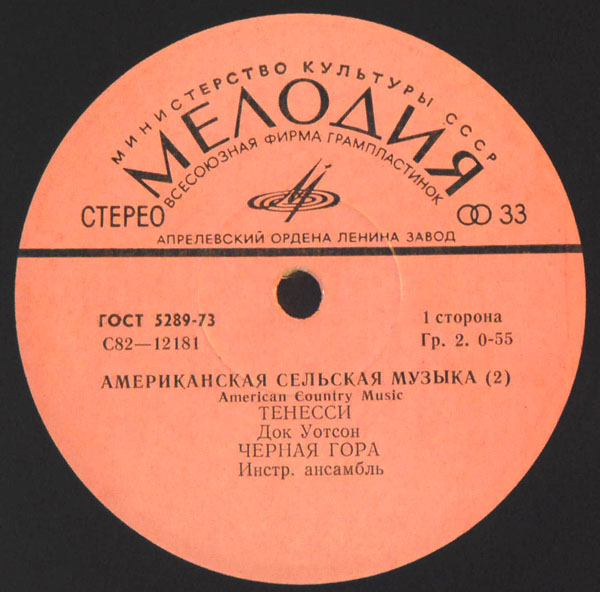 МИНИСТЕРСТВО КУЛЬТУРЫ СССР
МЕЛОДИЯ
ВСЕСОЮЗНАЯ ФИРМА ГРАМПЛАСТИНОК
СТЕРЕО
33
АПРЕЛЕВСКИЙ ОРДЕНА ЛЕНИНА ЗАВОД
ГОСТ 5289-73
С82—12181
1 сторона
Гр. 2. 0-55
АМЕРИКАНСКАЯ СЕЛЬСКАЯ МУЗЫКА (2)
American Country Music
ТЕНЕССИ
Док Уотсон
ЧЕРНАЯ ГОРА
Инстр. ансамбль